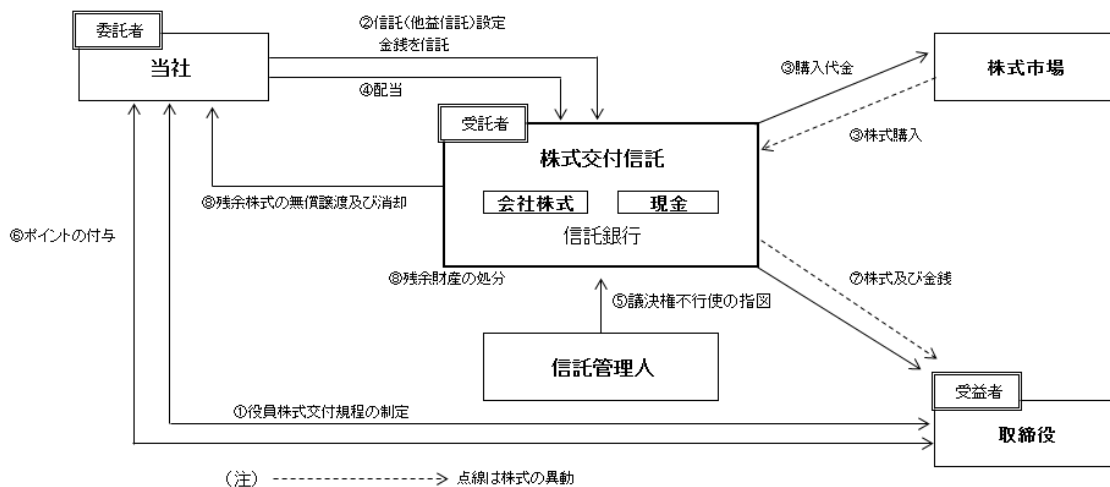 委託者
当社
②信託(他益信託)設定
金銭を信託
④配当
③購入代金
株式市場
③株式購入
受託者
株式交付信託
会社株式
現金
信託銀行
⑧残余株式の無償譲渡及び消却
⑥ポイントの付与
⑧残余財産の処分
⑦株式及び金銭
⑤議決権不行使の指図
信託管理人
受益者
取締役
①役員株式交付規程の制定
(注)
点線は株式の異動